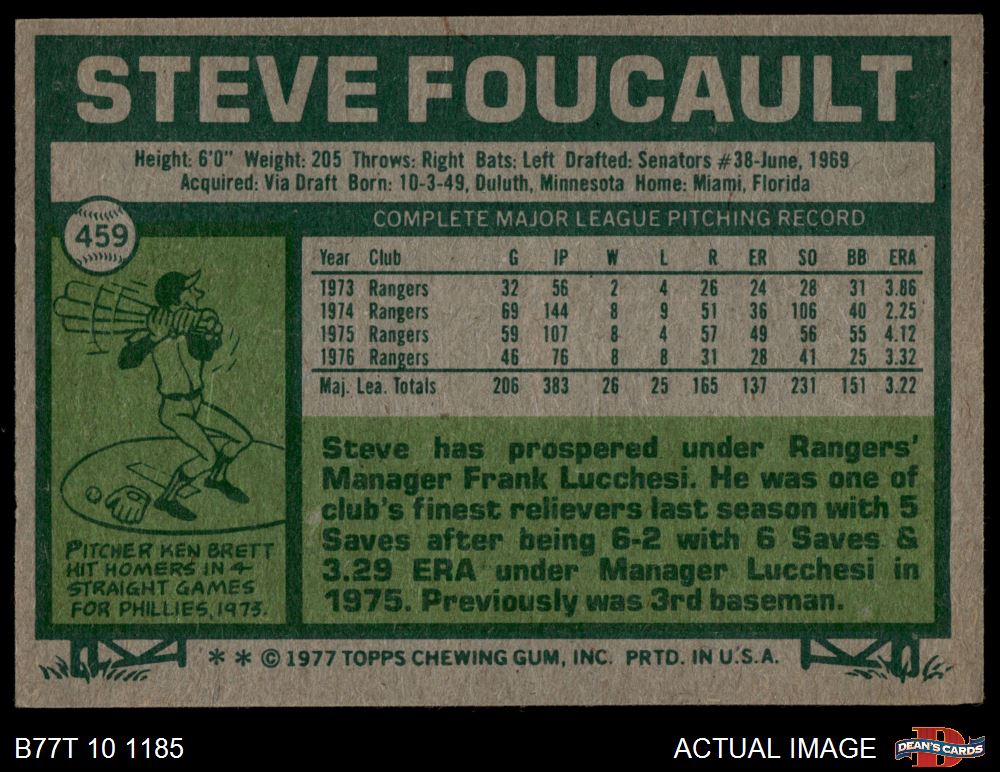 STEVE FOUCAULT
Height: 6'0" Weight: 205 Throws: Right Bats: Left Drafted: Senators #38-June, 1969
Acquired: Via Draft Born: 10-3-49, Duluth, Minnesota Home: Miami, Florida
459
COMPLETE MAJOR LEAGUE PITCHING RECORD
Year Club G IP W L R ER SO BB ERA
1973 Rangers 32 56 2 4 26 24 28 31 3.86
1974 Rangers 69 144 8 9 51 36 106 40 2.25
1975 Rangers 59 107 8 4 57 49 56 55 4.12
1976 Rangers 46 76 8 8 31 28 41 25 3.32
Maj. Lea. Totals 206 383 26 25 165 137 231 151 3.22
Steve has prospered under Rangers'
Manager Frank Lucchesi. He was one of
club's finest relievers last season with 5
Saves after being 6-2 with 6 Saves &
3.29 ERA under Manager Lucchesi in
1975. Previously was 3rd baseman.
PITCHER KEN BRETT
HIT HOMERS IN 4
STRAIGHT GAMES
FOR PHILLIES, 1973.
* * © 1977 TOPPS CHEWING GUM, INC. PRTD. IN U.S.A.
B77T 10 1185
ACTUAL IMAGE
DEAN'S CARDS